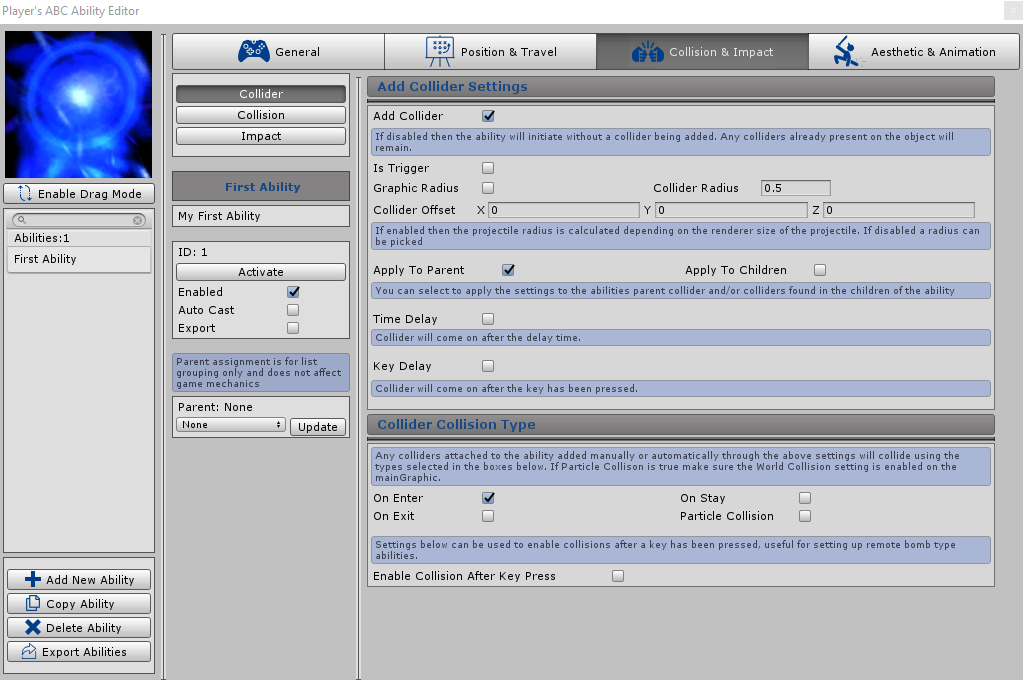 Player's ABC Ability Editor
x
General
Position & Travel
Collision & Impact
Aesthetic & Animation
Enable Drag Mode
Abilities:1
First Ability
Add New Ability
Copy Ability
Delete Ability
Export Abilities
Collider
Collision
Impact
First Ability
My First Ability
ID: 1
Activate
Enabled
Auto Cast
Export
Parent assignment is for list
grouping only and does not affect
game mechanics
Parent: None
None
Update
Add Collider Settings
Add Collider
If disabled then the ability will initiate without a collider being added. Any colliders already present on the object will
remain.
Is Trigger
Graphic Radius
Collider Radius 0.5
Collider Offset X 0 Y 0 Z 0
If enabled then the projectile radius is calculated depending on the renderer size of the projectile. If disabled a radius can
be picked
Apply To Parent
Apply To Children
You can select to apply the settings to the abilities parent collider and/or colliders found in the children of the ability
Time Delay
Collider will come on after the delay time.
Key Delay
Collider will come on after the key has been pressed.
Collider Collision Type
Any colliders attached to the ability added manually or automatically through the above settings will collide using the
types selected in the boxes below. If Particle Collison is true make sure the World Collision setting is enabled on the
mainGraphic.
On Enter
On Stay
On Exit
Particle Collision
Settings below can be used to enable collisions after a key has been pressed, useful for setting up remote bomb type
abilities.
Enable Collision After Key Press